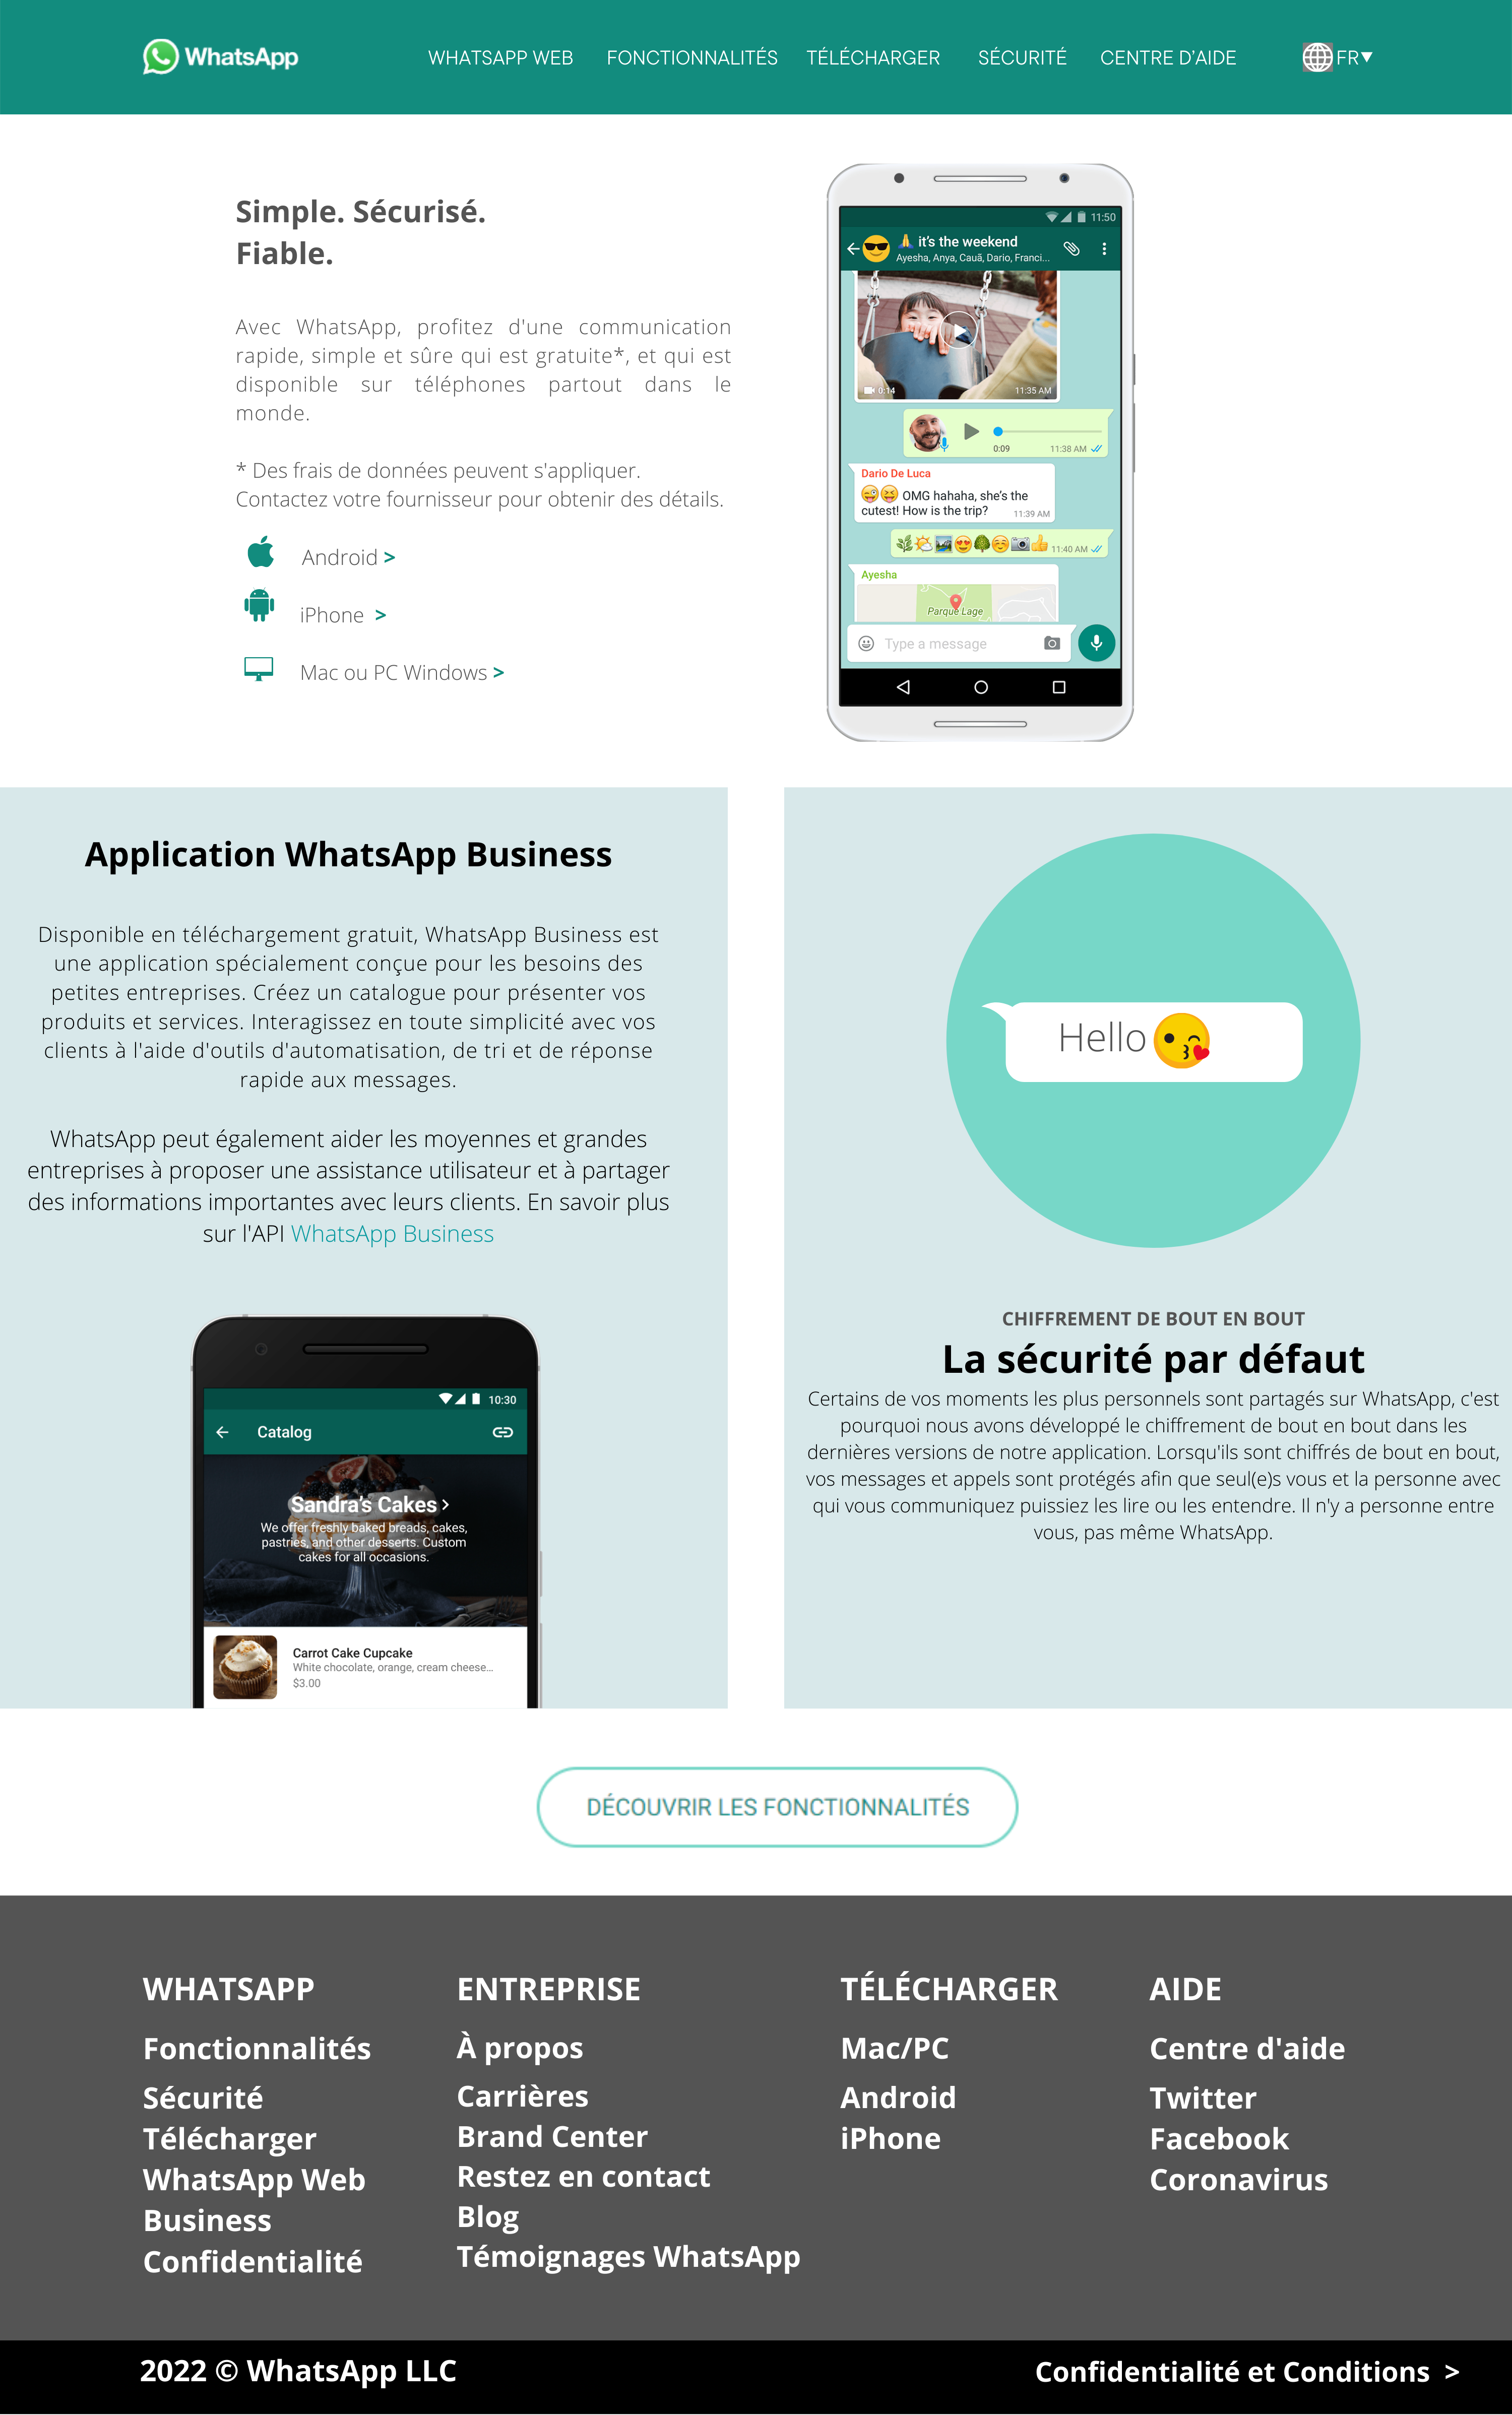 WhatsApp
WHATSAPP WEB FONCTIONNALITÉS TÉLÉCHARGER SÉCURITÉ CENTRE D'AIDE FR
Simple. Sécurisé.
Fiable.
Avec WhatsApp, profitez d'une communication
rapide, simple et sûre qui est gratuite*, et qui est
disponible sur téléphones partout dans le
monde.
* Des frais de données peuvent s'appliquer.
Contactez votre fournisseur pour obtenir des détails.
Android >
iPhone >
Mac ou PC Windows >
11:50
it's the weekend
Ayesha, Anya, Cauã, Dario, Franci...
0:14 11:35 AM
0:09 11:38 AM
Dario De Luca
OMG hahaha, she's the
cutest! How is the trip? 11:39 AM
11:40 AM
Ayesha
Parque Lage
Type a message
Application WhatsApp Business
Disponible en téléchargement gratuit, WhatsApp Business est
une application spécialement conçue pour les besoins des
petites entreprises. Créez un catalogue pour présenter vos
produits et services. Interagissez en toute simplicité avec vos
clients à l'aide d'outils d'automatisation, de tri et de réponse
rapide aux messages.
WhatsApp peut également aider les moyennes et grandes
entreprises à proposer une assistance utilisateur et à partager
des informations importantes avec leurs clients. En savoir plus
sur l'API WhatsApp Business
10:30
Catalog
Sandra's Cakes >
We offer freshly baked breads, cakes,
pastries, and other desserts. Custom
cakes for all occasions.
Carrot Cake Cupcake
White chocolate, orange, cream cheese...
$3.00
Hello
CHIFFREMENT DE BOUT EN BOUT
La sécurité par défaut
Certains de vos moments les plus personnels sont partagés sur WhatsApp, c'est
pourquoi nous avons développé le chiffrement de bout en bout dans les
dernières versions de notre application. Lorsqu'ils sont chiffrés de bout en bout,
vos messages et appels sont protégés afin que seul(e)s vous et la personne avec
qui vous communiquez puissiez les lire ou les entendre. Il n'y a personne entre
vous, pas même WhatsApp.
DÉCOUVRIR LES FONCTIONNALITÉS
WHATSAPP
Fonctionnalités
Sécurité
Télécharger
WhatsApp Web
Business
Confidentialité
ENTREPRISE
À propos
Carrières
Brand Center
Restez en contact
Blog
Témoignages WhatsApp
TÉLÉCHARGER
Mac/PC
Android
iPhone
AIDE
Centre d'aide
Twitter
Facebook
Coronavirus
2022 © WhatsApp LLC
Confidentialité et Conditions >